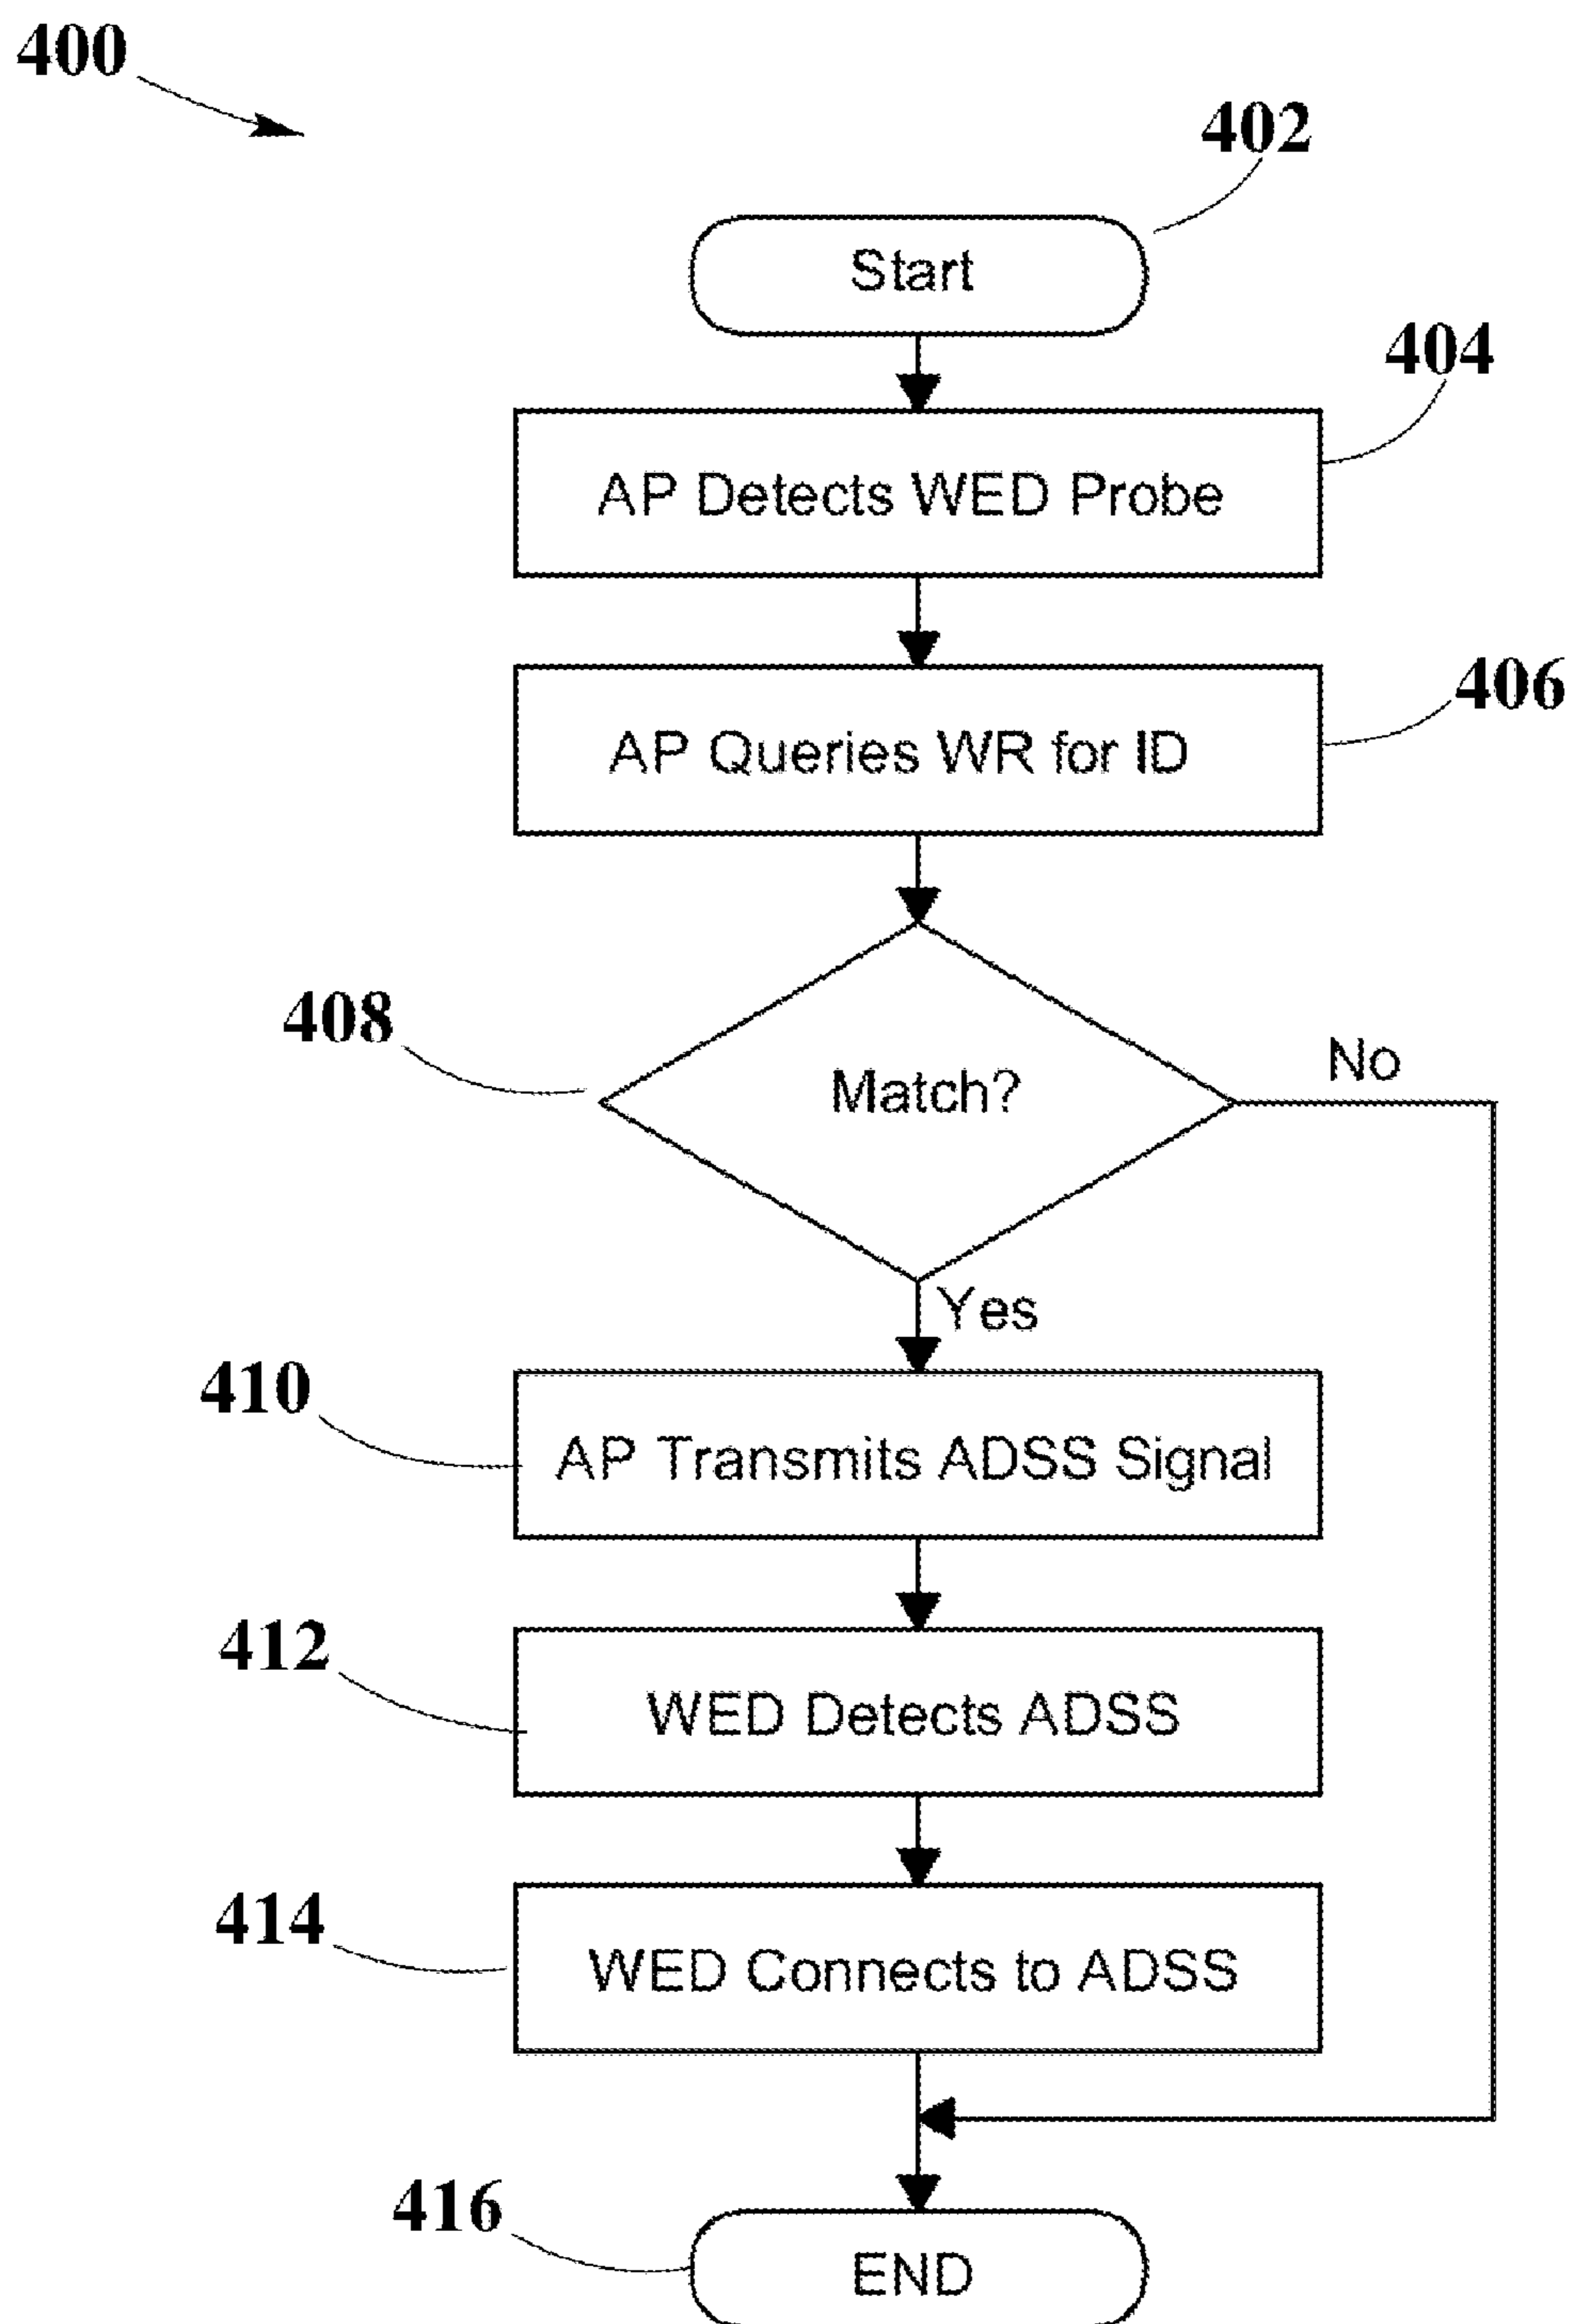 400
402
Start
404
AP Detects WED Probe
406
AP Queries WR for ID
408
Match?
No
Yes
410
AP Transmits ADSS Signal
412
WED Detects ADSS
414
WED Connects to ADSS
416
END